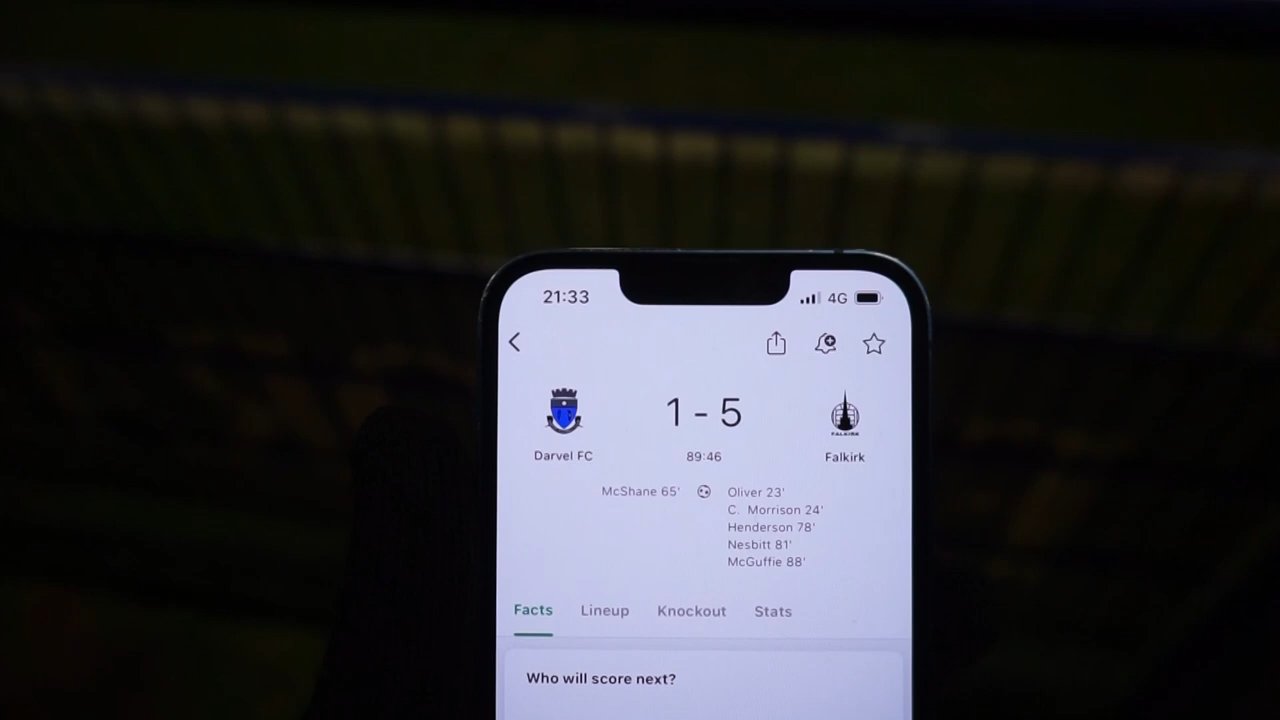 21:33 4G
1 - 5
FALKIRK
Darvel FC 89:46 Falkirk
McShane 65' Oliver 23'
C. Morrison 24'
Henderson 78'
Nesbitt 81'
McGuffie 88'
Facts Lineup Knockout Stats
Who will score next?